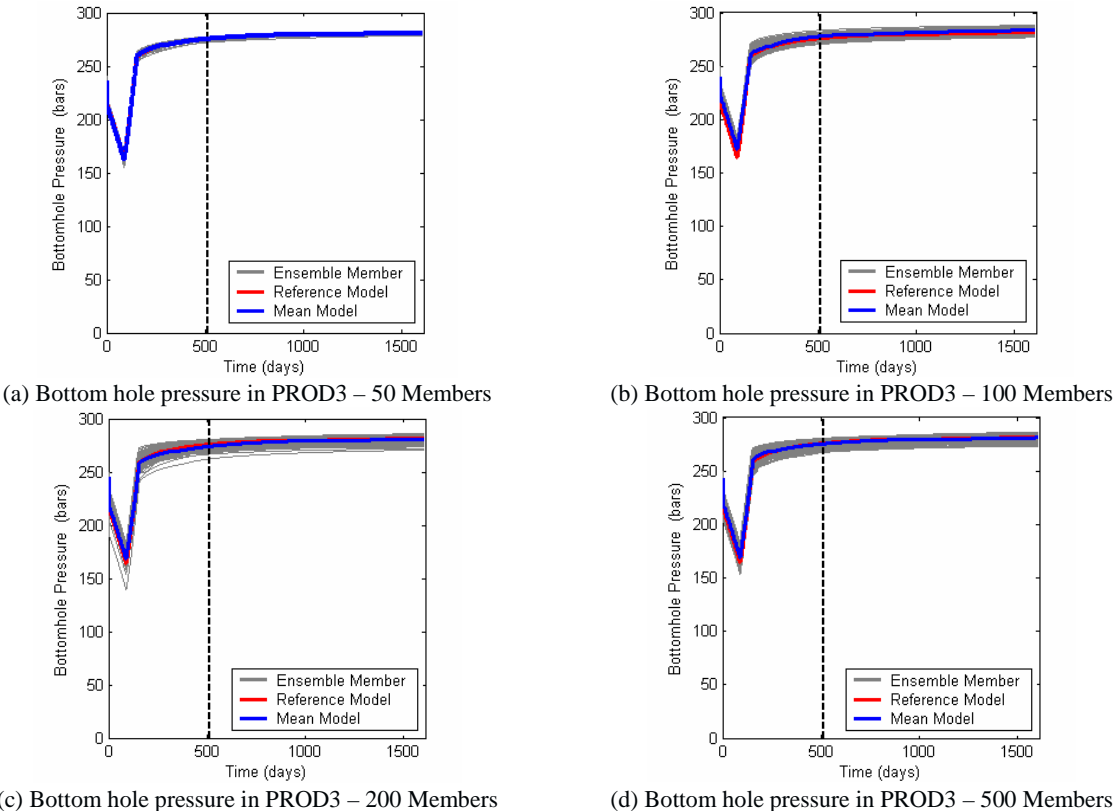 300
250
200
150
100
50
0
Bottomhole Pressure (bars)
0 500 1000 1500
Time (days)
Ensemble Member
Reference Model
Mean Model
(a) Bottom hole pressure in PROD3 – 50 Members
300
250
200
150
100
50
0
Bottomhole Pressure (bars)
0 500 1000 1500
Time (days)
Ensemble Member
Reference Model
Mean Model
(b) Bottom hole pressure in PROD3 – 100 Members
300
250
200
150
100
50
0
Bottomhole Pressure (bars)
0 500 1000 1500
Time (days)
Ensemble Member
Reference Model
Mean Model
(c) Bottom hole pressure in PROD3 – 200 Members
300
250
200
150
100
50
0
Bottomhole Pressure (bars)
0 500 1000 1500
Time (days)
Ensemble Member
Reference Model
Mean Model
(d) Bottom hole pressure in PROD3 – 500 Members